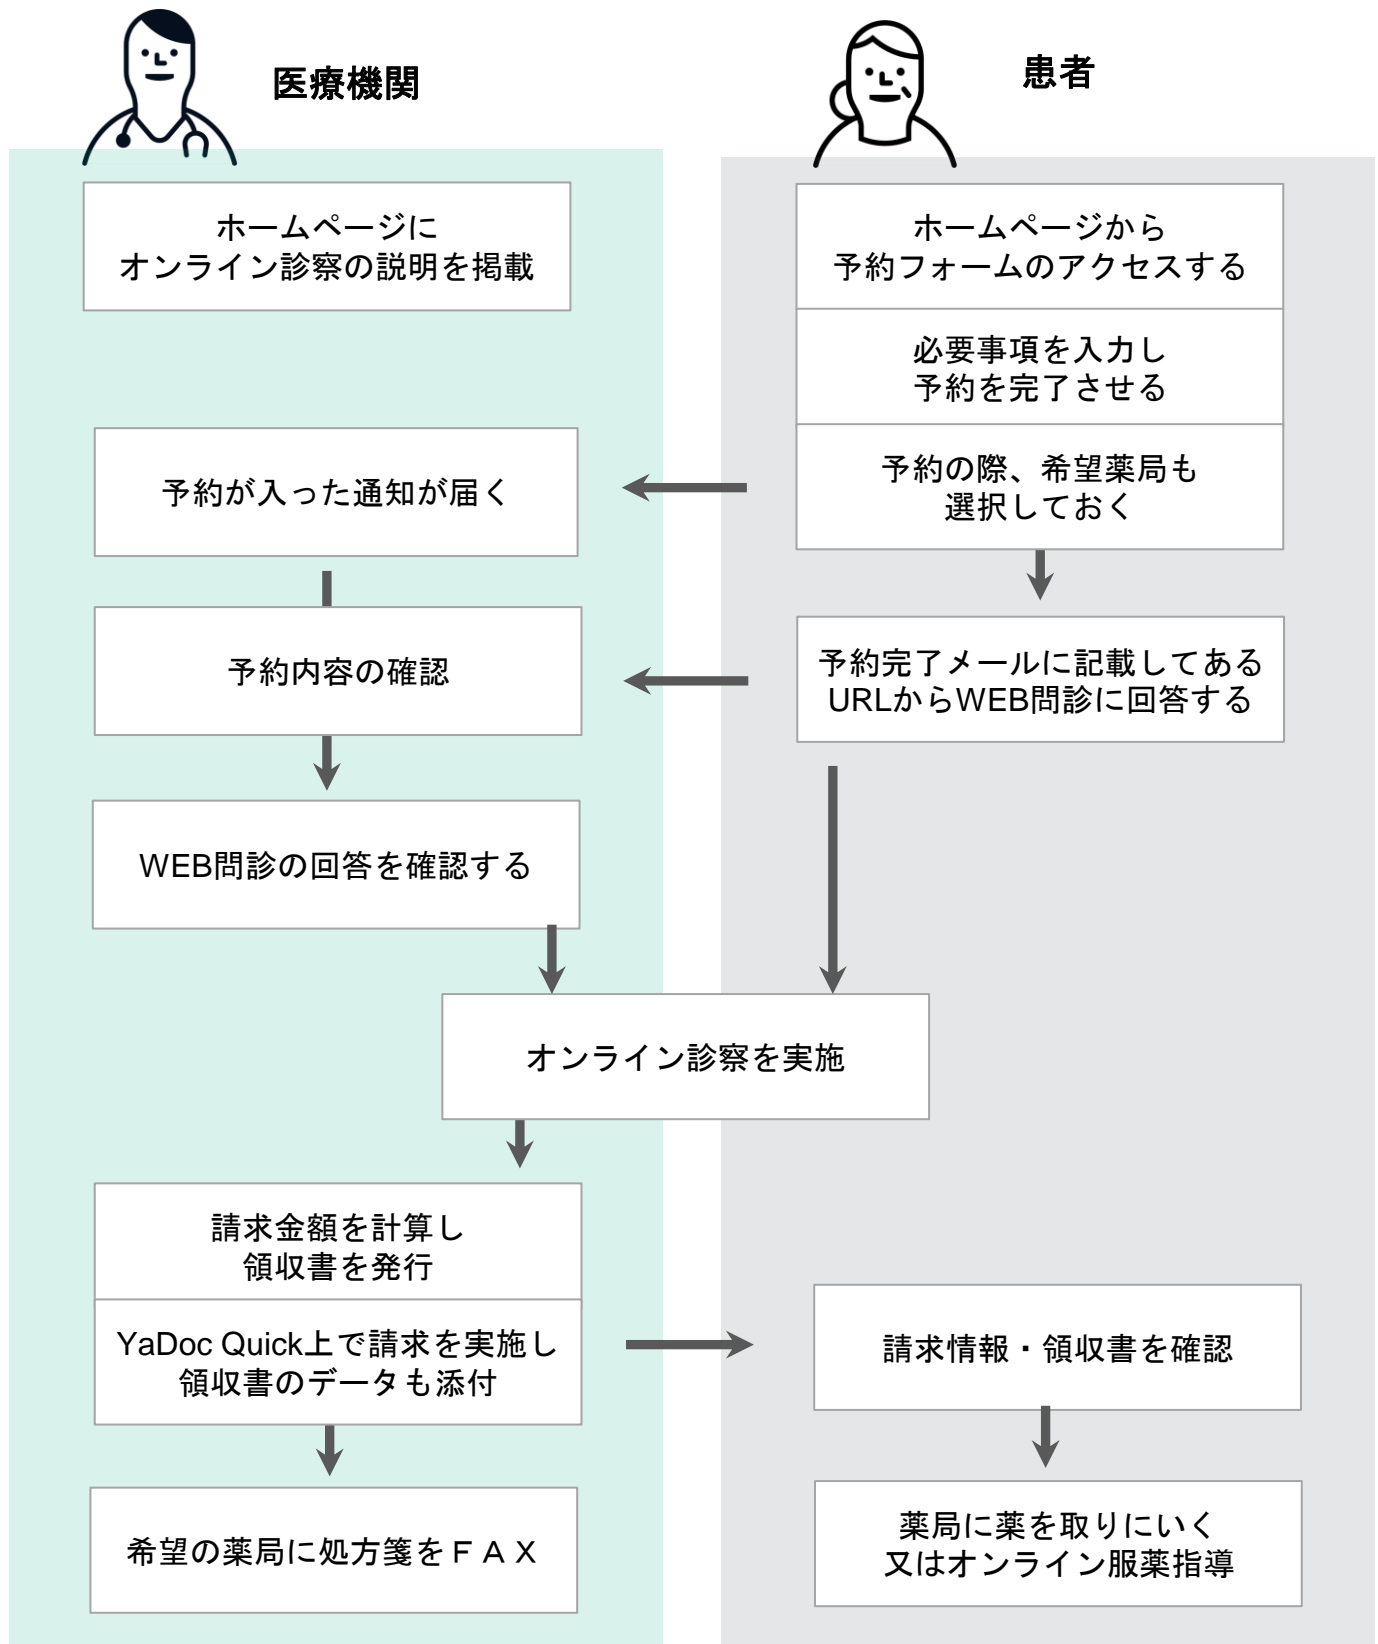 医療機関
患者
ホームページに
オンライン診察の説明を掲載
ホームページから
予約フォームのアクセスする
必要事項を入力し
予約を完了させる
予約の際、希望薬局も
選択しておく
予約が入った通知が届く
予約内容の確認
予約完了メールに記載してある
URLからWEB問診に回答する
WEB問診の回答を確認する
オンライン診察を実施
請求金額を計算し
領収書を発行
YaDoc Quick上で請求を実施し
領収書のデータも添付
請求情報・領収書を確認
希望の薬局に処方箋をＦＡＸ
薬局に薬を取りにいく
又はオンライン服薬指導